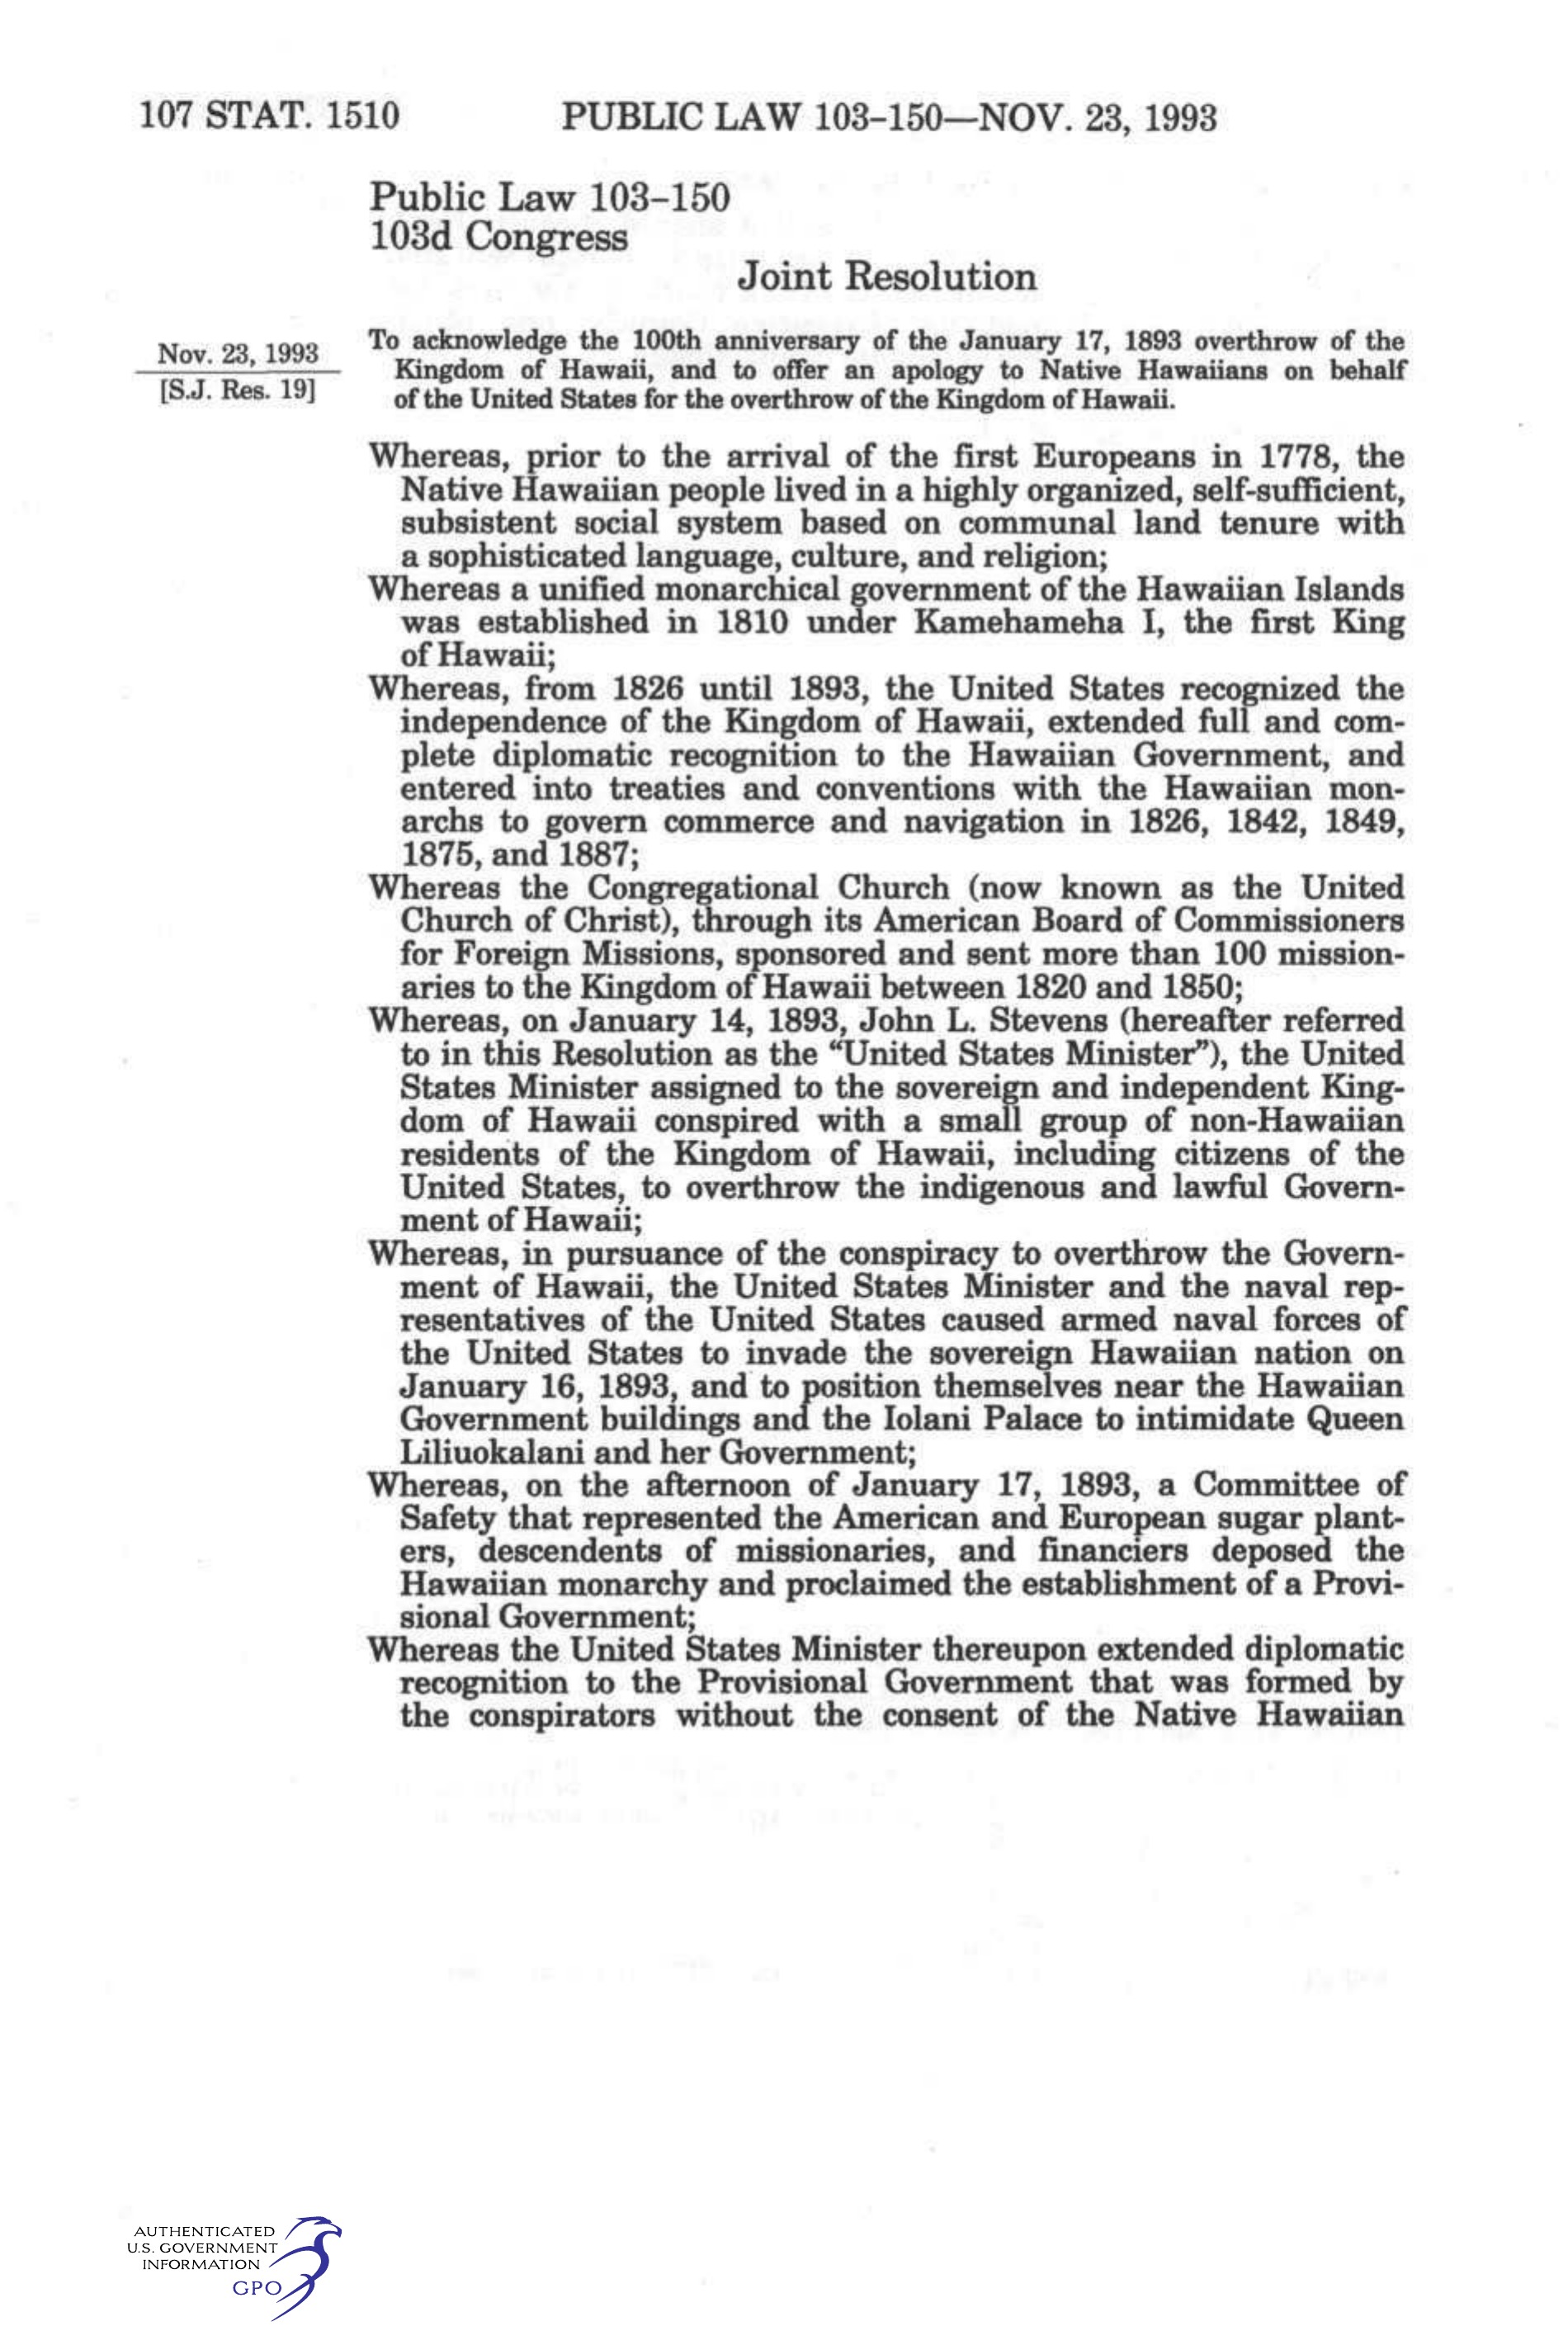 107 STAT. 1510 PUBLIC LAW 103–150—NOV. 23, 1993
Public Law 103–150
103d Congress
Joint Resolution
Nov. 23, 1993
[S.J. Res. 19]
To acknowledge the 100th anniversary of the January 17, 1893 overthrow of the
Kingdom of Hawaii, and to offer an apology to Native Hawaiians on behalf
of the United States for the overthrow of the Kingdom of Hawaii.
Whereas, prior to the arrival of the first Europeans in 1778, the
Native Hawaiian people lived in a highly organized, self-sufficient,
subsistent social system based on communal land tenure with
a sophisticated language, culture, and religion;
Whereas a unified monarchical government of the Hawaiian Islands
was established in 1810 under Kamehameha I, the first King
of Hawaii;
Whereas, from 1826 until 1893, the United States recognized the
independence of the Kingdom of Hawaii, extended full and com-
plete diplomatic recognition to the Hawaiian Government, and
entered into treaties and conventions with the Hawaiian mon-
archs to govern commerce and navigation in 1826, 1842, 1849,
1875, and 1887;
Whereas the Congregational Church (now known as the United
Church of Christ), through its American Board of Commissioners
for Foreign Missions, sponsored and sent more than 100 mission-
aries to the Kingdom of Hawaii between 1820 and 1850;
Whereas, on January 14, 1893, John L. Stevens (hereafter referred
to in this Resolution as the “United States Minister”), the United
States Minister assigned to the sovereign and independent King-
dom of Hawaii conspired with a small group of non-Hawaiian
residents of the Kingdom of Hawaii, including citizens of the
United States, to overthrow the indigenous and lawful Govern-
ment of Hawaii;
Whereas, in pursuance of the conspiracy to overthrow the Govern-
ment of Hawaii, the United States Minister and the naval rep-
resentatives of the United States caused armed naval forces of
the United States to invade the sovereign Hawaiian nation on
January 16, 1893, and to position themselves near the Hawaiian
Government buildings and the Iolani Palace to intimidate Queen
Liliuokalani and her Government;
Whereas, on the afternoon of January 17, 1893, a Committee of
Safety that represented the American and European sugar plant-
ers, descendents of missionaries, and financiers deposed the
Hawaiian monarchy and proclaimed the establishment of a Provi-
sional Government;
Whereas the United States Minister thereupon extended diplomatic
recognition to the Provisional Government that was formed by
the conspirators without the consent of the Native Hawaiian
AUTHENTICATED
U.S. GOVERNMENT
INFORMATION
GPO